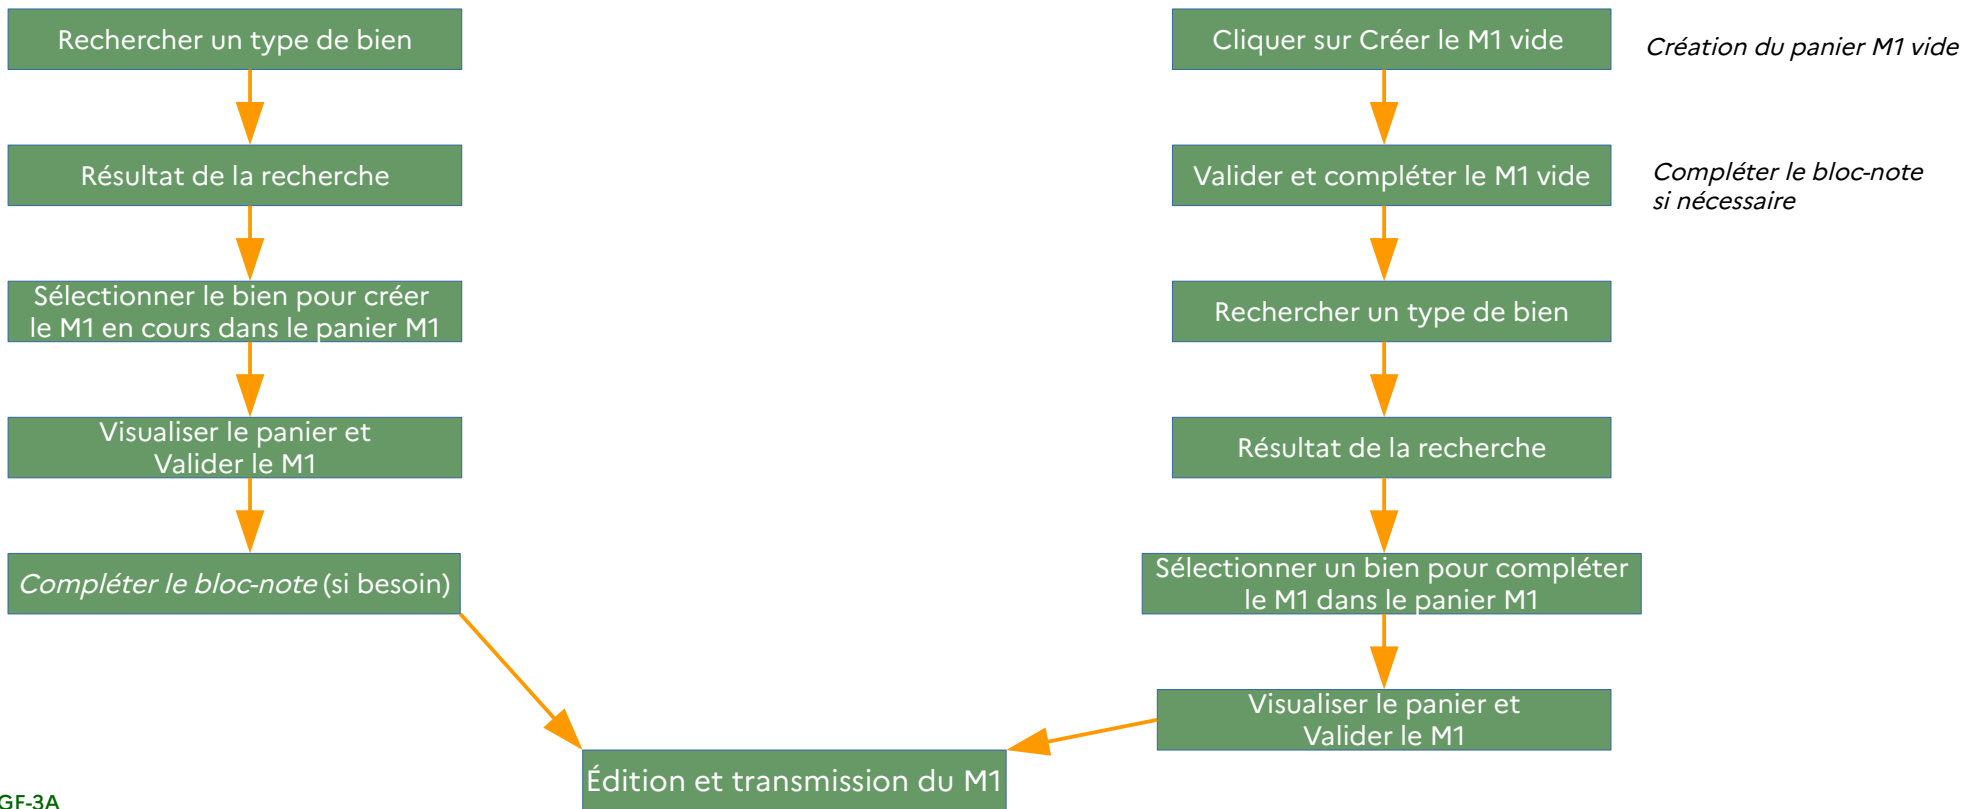 Rechercher un type de bien
Résultat de la recherche
Sélectionner le bien pour créer
le M1 en cours dans le panier M1
Visualiser le panier et
Valider le M1
Compléter le bloc-note (si besoin)
Cliquer sur Créer le M1 vide
Création du panier M1 vide
Valider et compléter le M1 vide
Compléter le bloc-note
si nécessaire
Rechercher un type de bien
Résultat de la recherche
Sélectionner un bien pour compléter
le M1 dans le panier M1
Visualiser le panier et
Valider le M1
Édition et transmission du M1
GF-3A